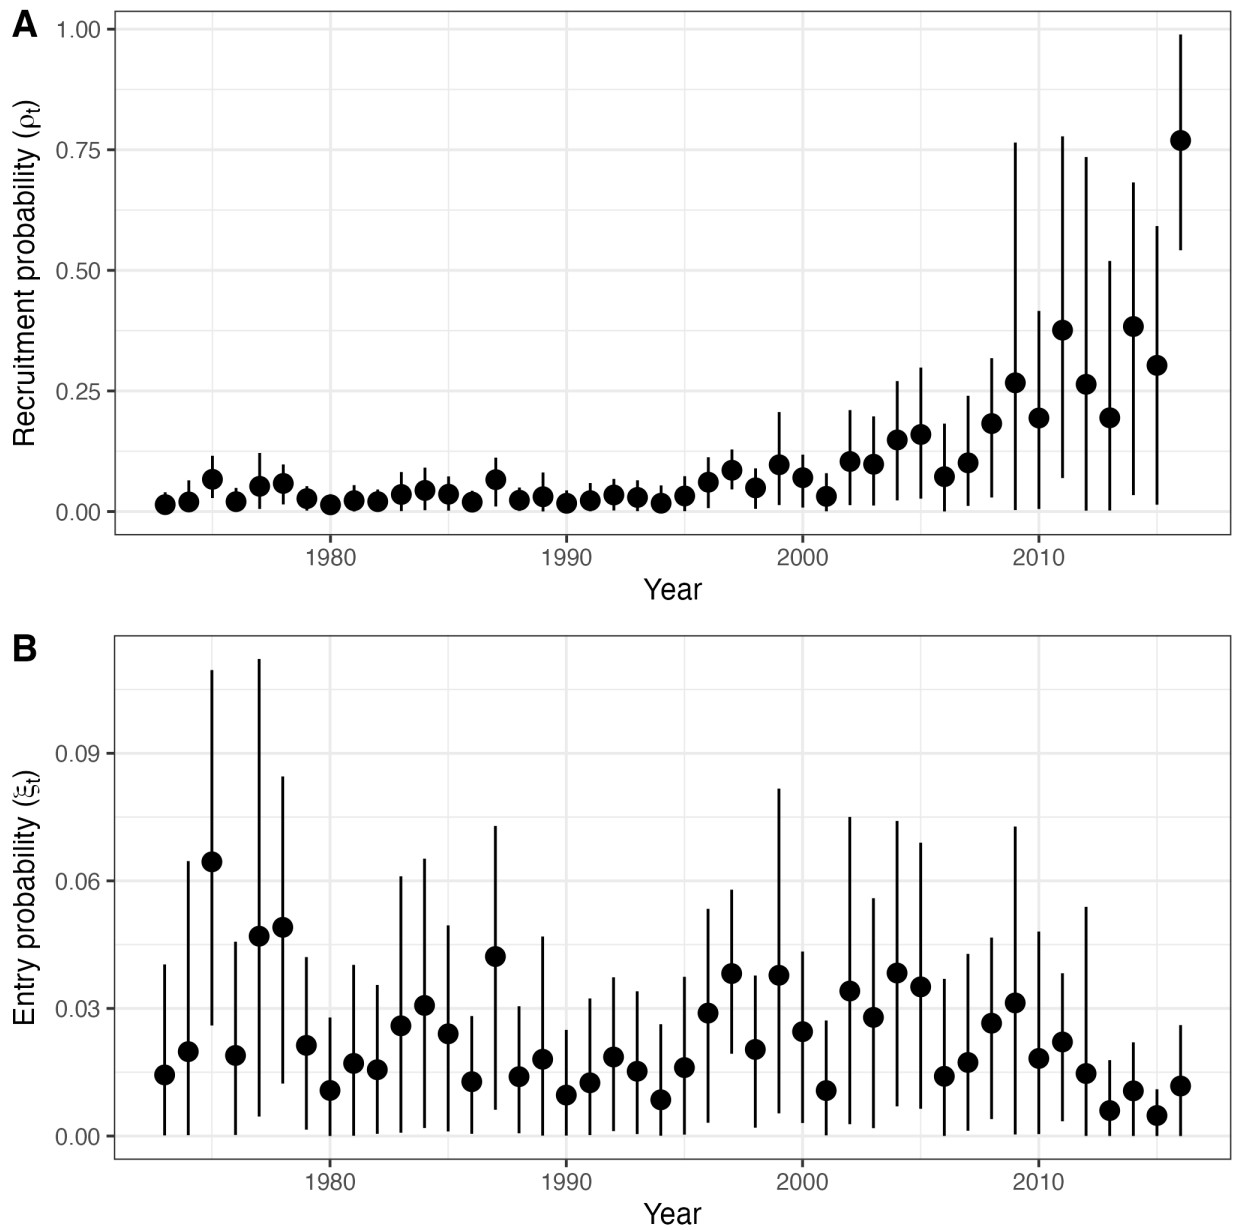 A
Recruitment probability (ρt)
1.00
0.75
0.50
0.25
0.00
1980 1990 2000 2010
Year
B
Entry probability (ξt)
0.09
0.06
0.03
0.00
1980 1990 2000 2010
Year